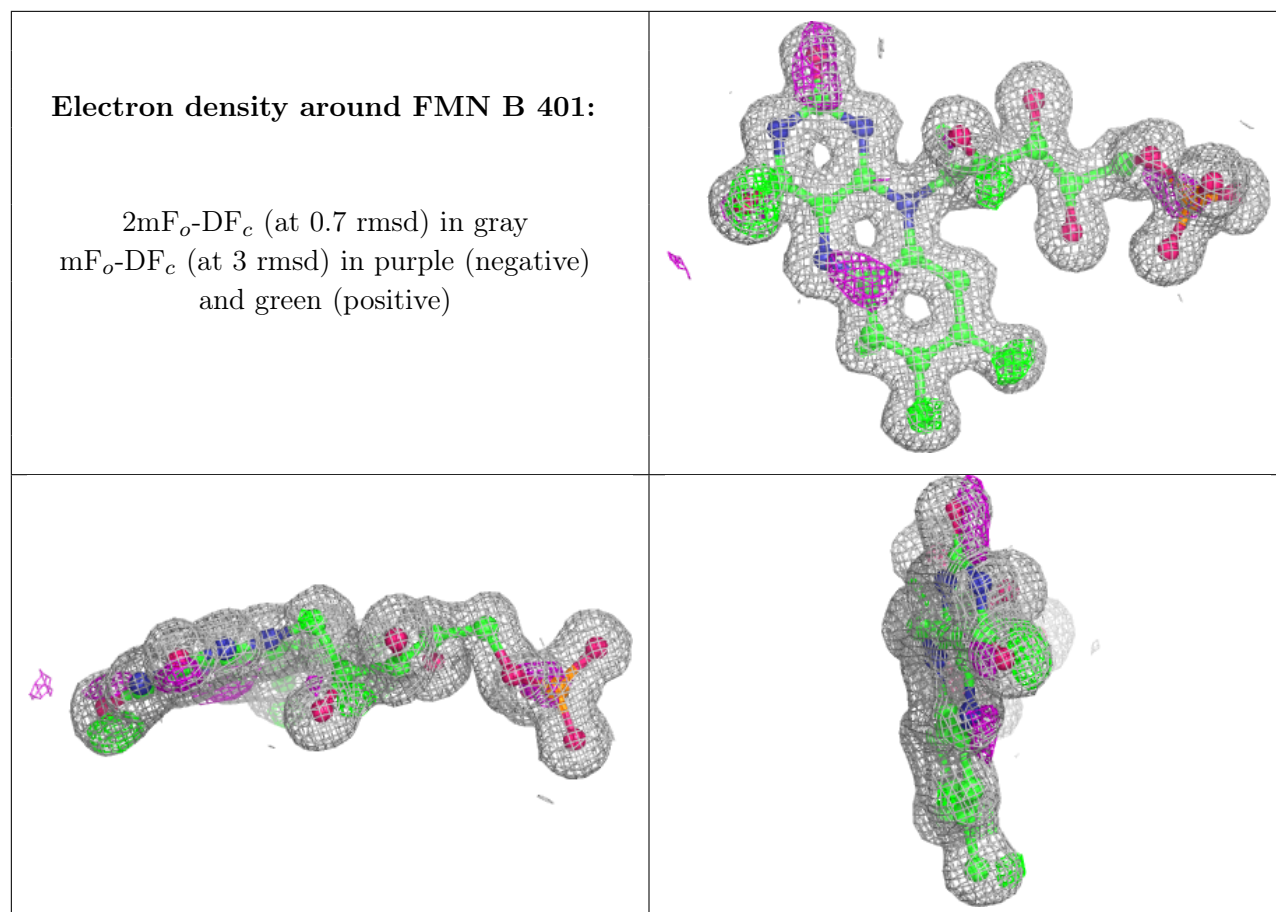 Electron density around FMN B 401:
2mFo-DFc (at 0.7 rmsd) in gray
mFo-DFc (at 3 rmsd) in purple (negative)
and green (positive)